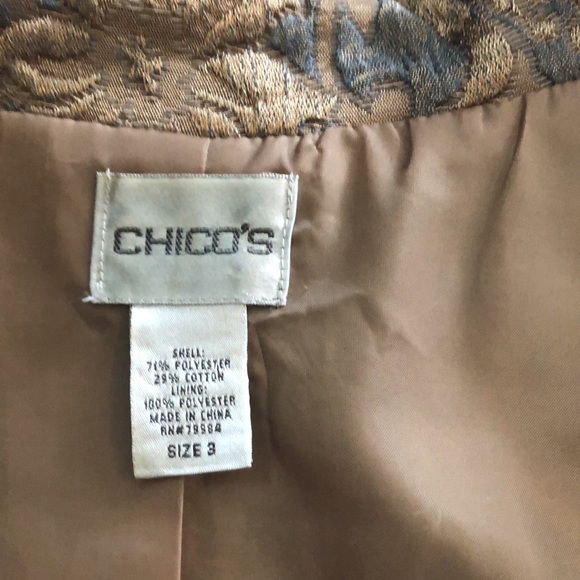 CHICO'S
SHELL:
71% POLYESTER
29% COTTON
LINING:
100% POLYESTER
MADE IN CHINA
RN#79984
SIZE 3